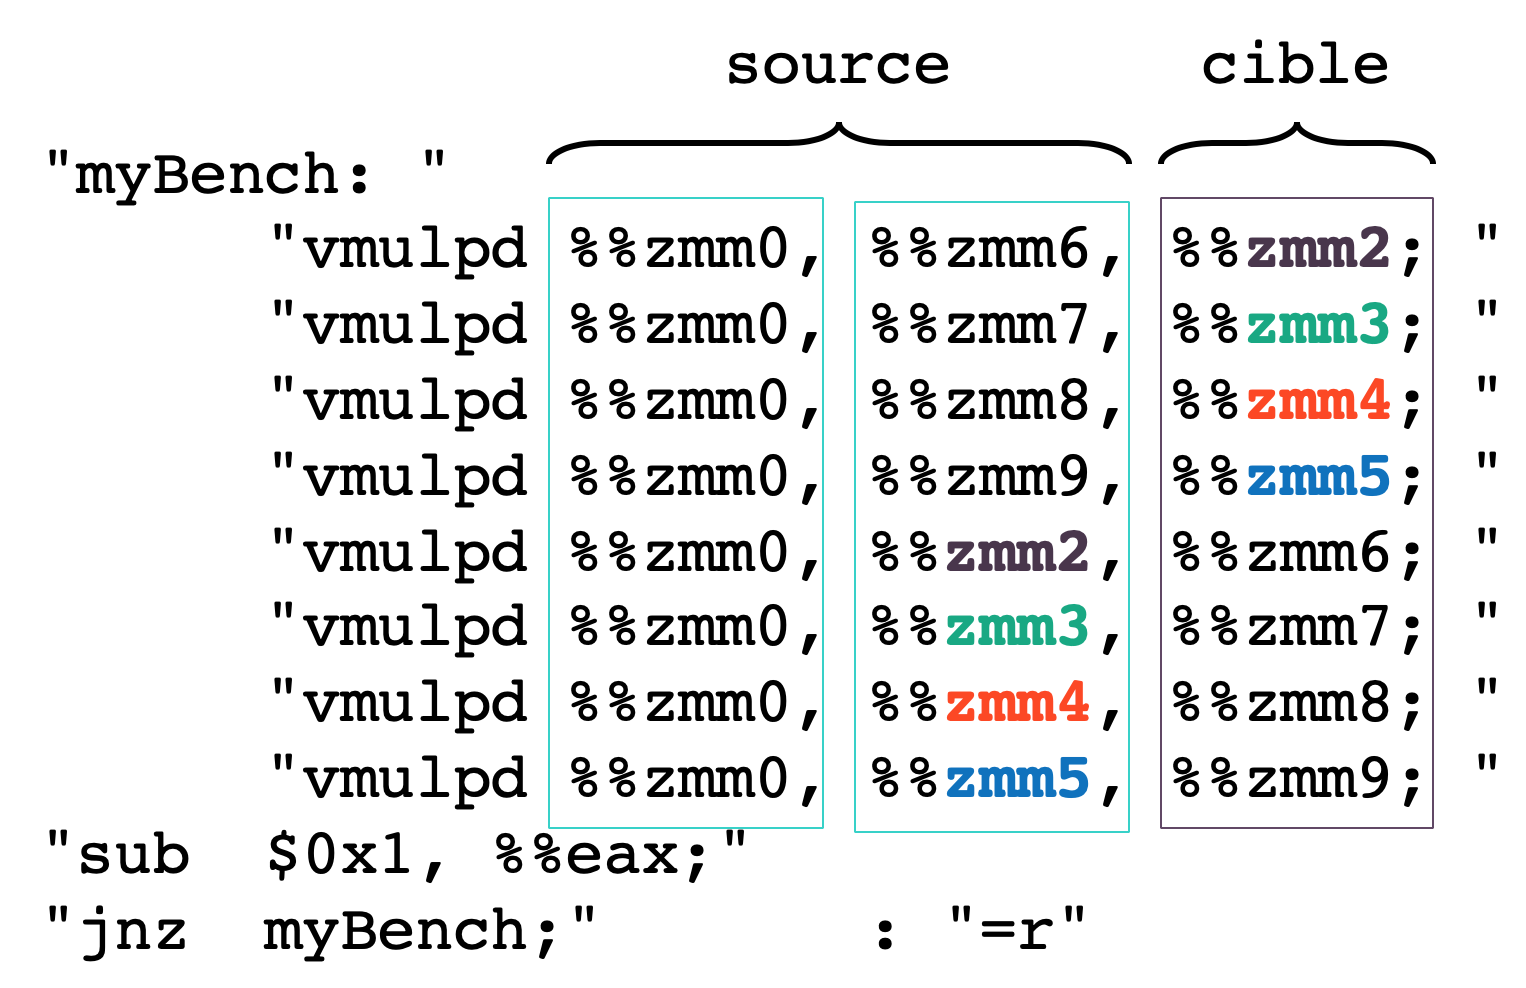 source cible
"myBench: "
"vmulpd %%zmm0, %%zmm6, %%zmm2; "
"vmulpd %%zmm0, %%zmm7, %%zmm3; "
"vmulpd %%zmm0, %%zmm8, %%zmm4; "
"vmulpd %%zmm0, %%zmm9, %%zmm5; "
"vmulpd %%zmm0, %%zmm2, %%zmm6; "
"vmulpd %%zmm0, %%zmm3, %%zmm7; "
"vmulpd %%zmm0, %%zmm4, %%zmm8; "
"vmulpd %%zmm0, %%zmm5, %%zmm9; "
"sub $0x1, %%eax;"
"jnz myBench;" : "=r"